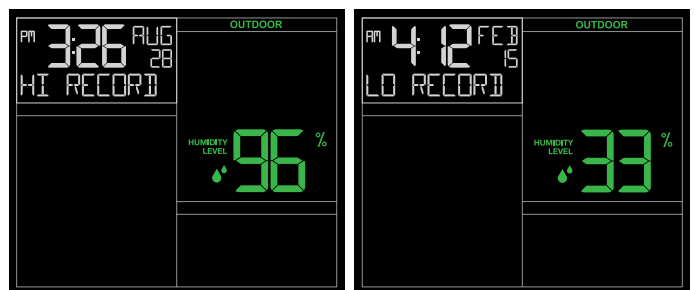 PM 3:26 AUG 28
HI RECORD
OUTDOOR
HUMIDITY
LEVEL
96 %
AM 4:12 FEB 15
LO RECORD
OUTDOOR
HUMIDITY
LEVEL
33 %